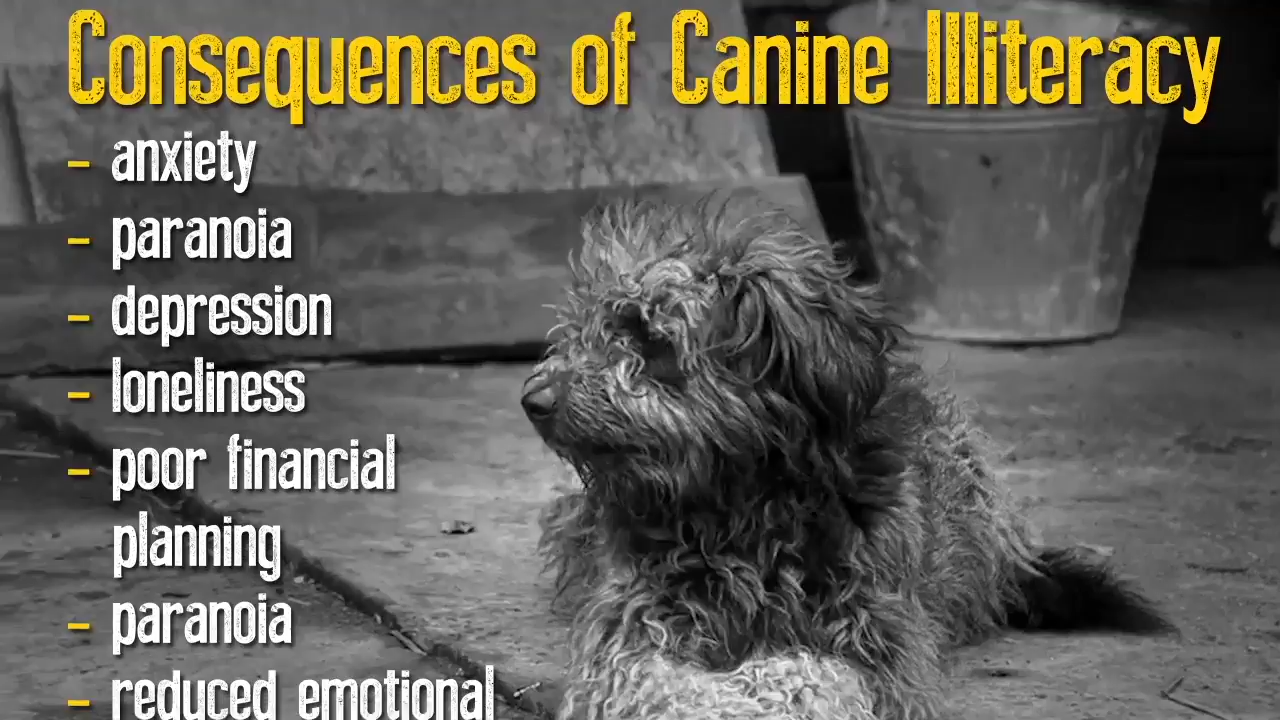 Consequences of Canine Illiteracy
- anxiety
- paranoia
- depression
- loneliness
- poor financial
planning
- paranoia
- reduced emotional